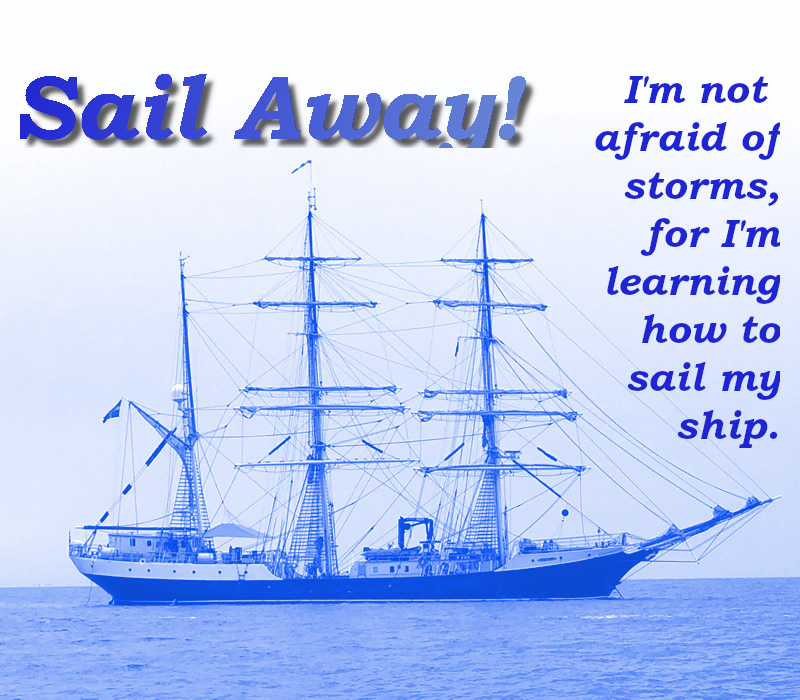 Sail Away!
I'm not
afraid of
storms,
for I'm
learning
how to
sail my
ship.